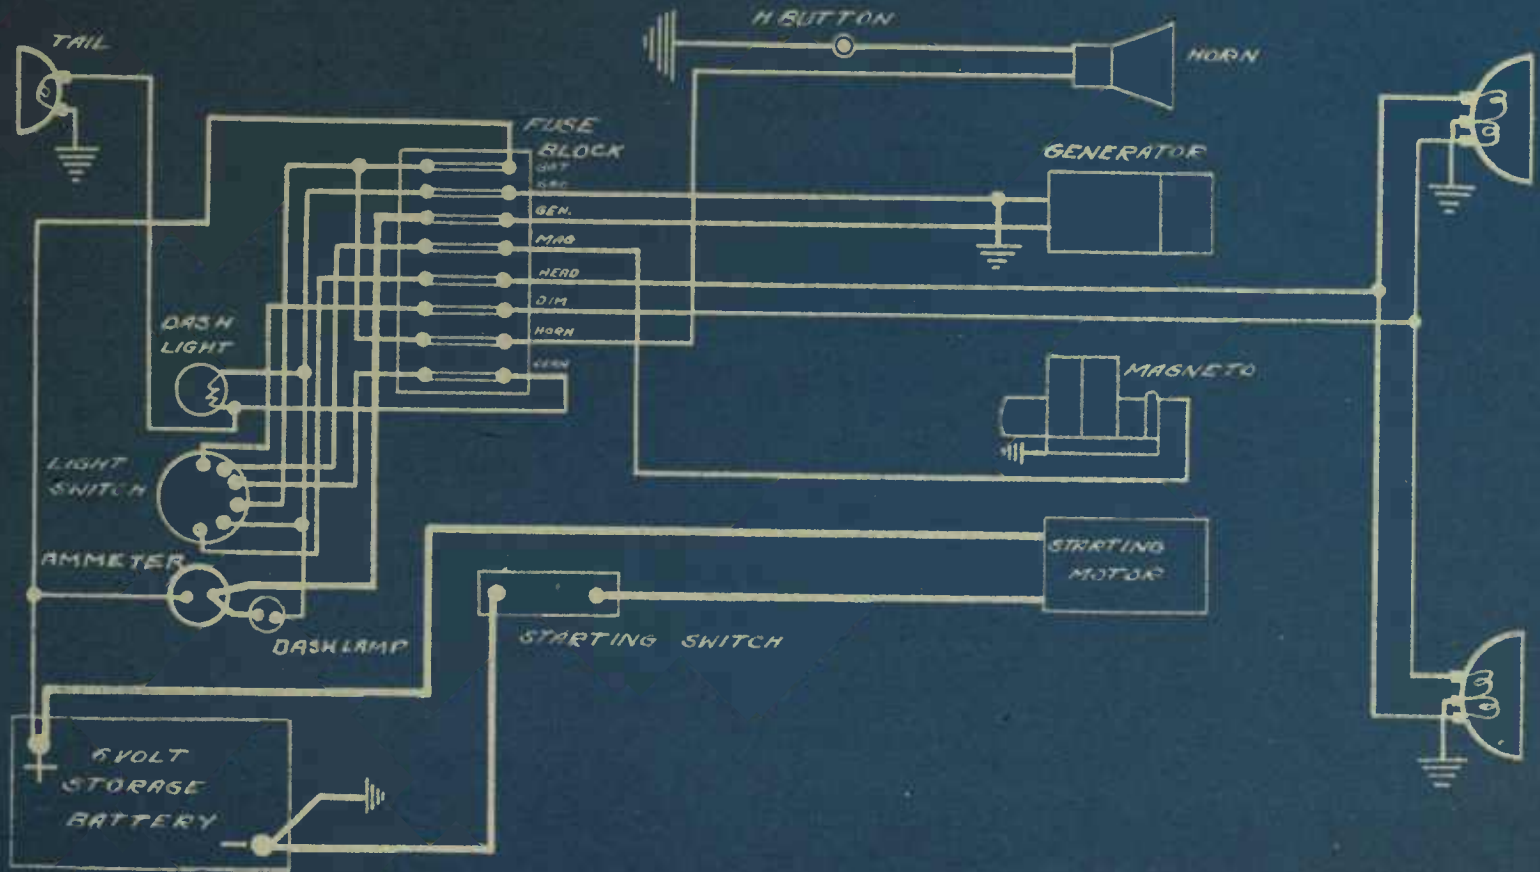 TAIL
H BUTTON
HORN
FUSE
BLOCK
BAT
GEN.
MAG
HEAD
DIM
HORN
GENERATOR
DASH
LIGHT
MAGNETO
LIGHT
SWITCH
AMMETER
STARTING
MOTOR
DASH LAMP
STARTING SWITCH
6 VOLT
STORAGE
BATTERY